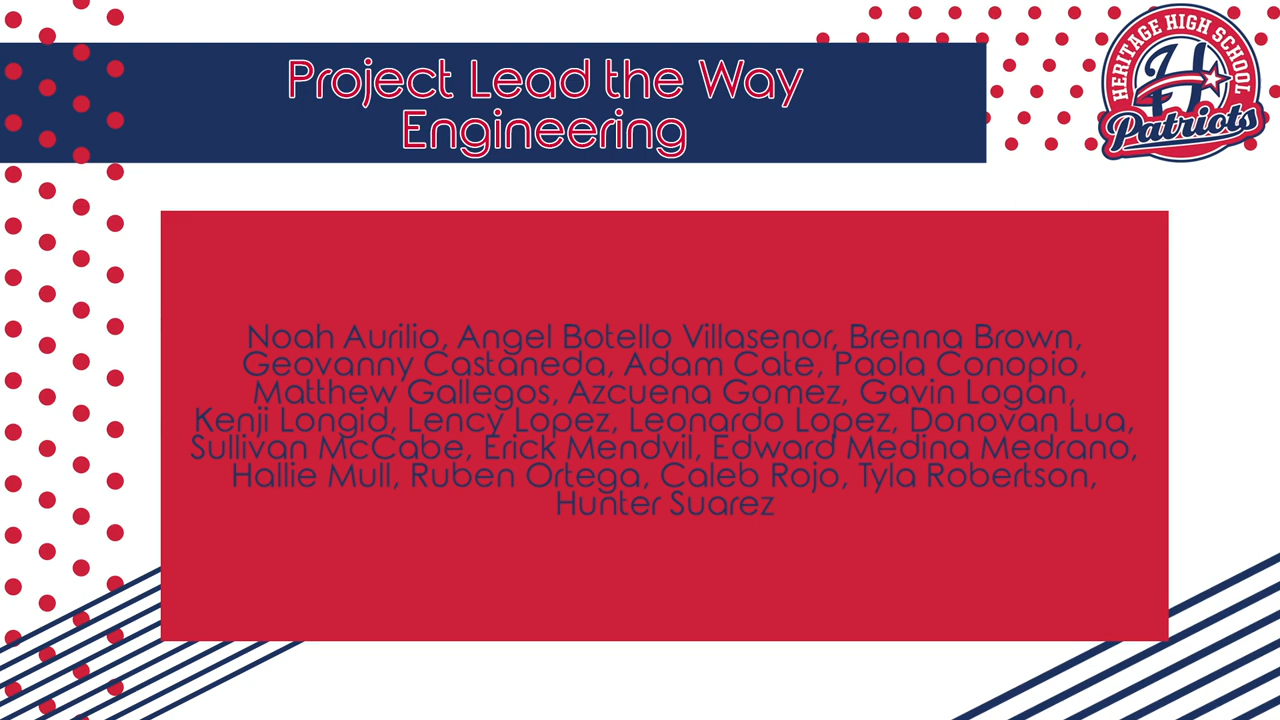 Project Lead the Way
Engineering
HERITAGE HIGH SCHOOL
H
Patriots
Noah Aurilio, Angel Botello Villasenor, Brenna Brown,
Geovanny Castaneda, Adam Cate, Paola Conopio,
Matthew Gallegos, Azcuena Gomez, Gavin Logan,
Kenji Longid, Lency Lopez, Leonardo Lopez, Donovan Lua,
Sullivan McCabe, Erick Mendvil, Edward Medina Medrano,
Hallie Mull, Ruben Ortega, Caleb Rojo, Tyla Robertson,
Hunter Suarez